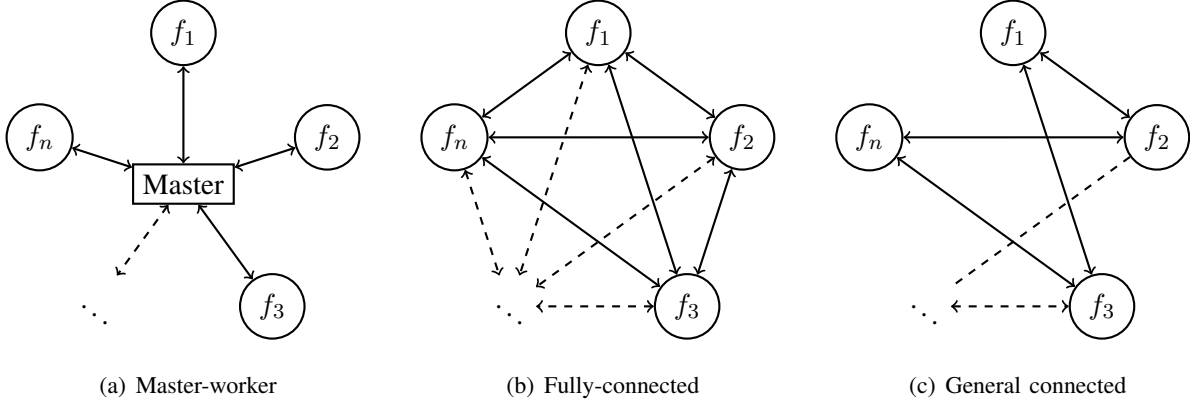 f₁
fₙ
f₂
Master
f₃
⋱
(a) Master-worker
f₁
fₙ
f₂
f₃
⋱
(b) Fully-connected
f₁
fₙ
f₂
f₃
⋱
(c) General connected